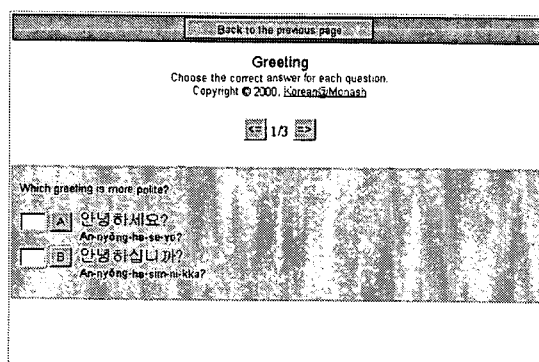 Back to the previous page
Greeting
Choose the correct answer for each question.
Copyright © 2000, Korean@Monash
<= 1/3 =>
Which greeting is more polite?
A 안녕하세요?
An-nyŏng-ha-se-yo?
B 안녕하십니까?
An-nyŏng-ha-sim-ni-kka?